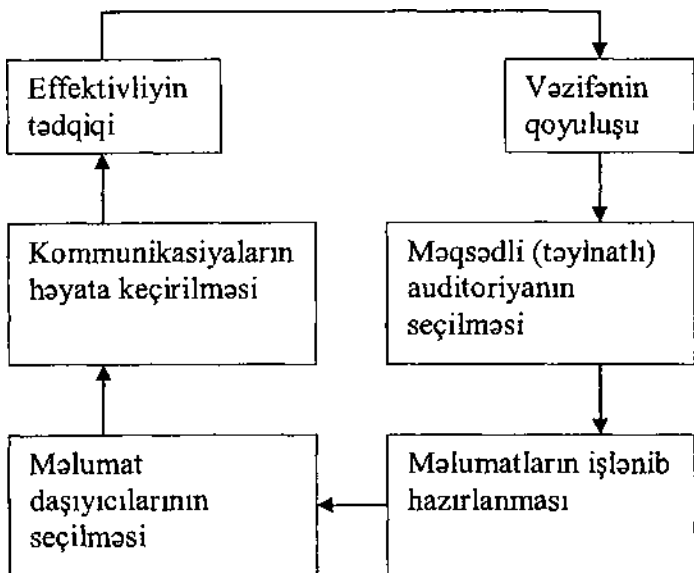 Effektivliyin
tədqiqi
Vəzifənin
qoyuluşu
Kommunikasiyaların
həyata keçirilməsi
Məqsədli (təyinatlı)
auditoriyanın
seçilməsi
Məlumat
daşıyıcılarının
seçilməsi
Məlumatların işlənib
hazırlanması